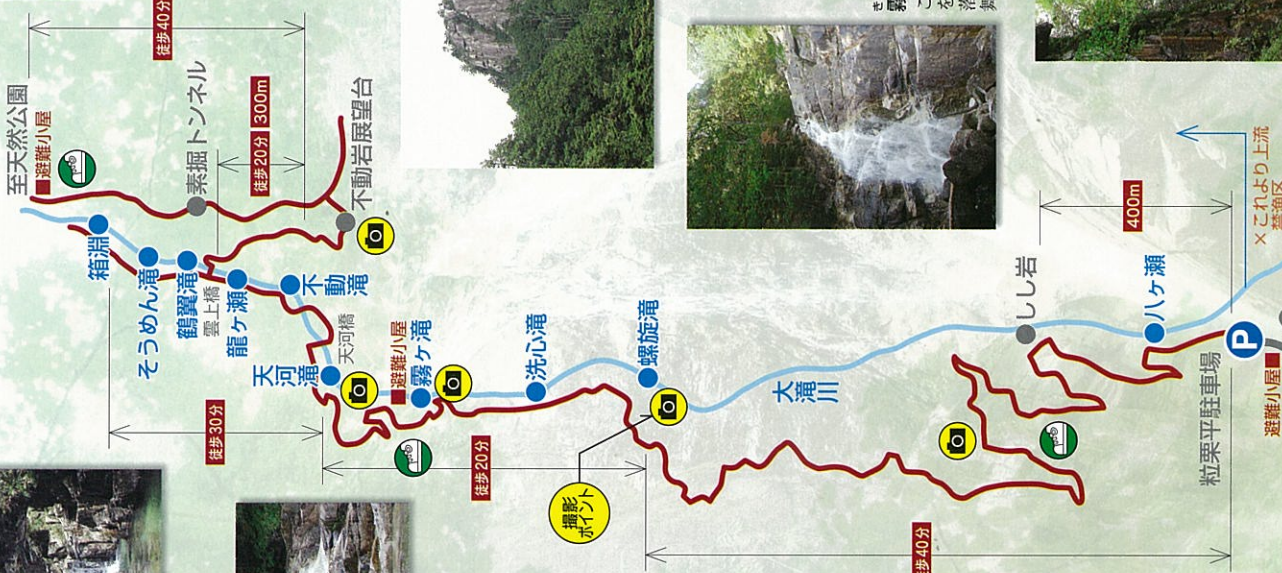 至天然公園
避難小屋
徒歩40分
素掘トンネル
徒歩20分
300m
不動岩展望台
箱淵
そうめん滝
鶴翼滝
雲上橋
龍ヶ瀬
不動滝
天河滝
天河橋
避難小屋
霧ヶ滝
徒歩30分
洗心滝
螺旋滝
徒歩20分
撮影
ポイント
大滝川
しし岩
400m
八ヶ瀬
×これより上流
禁漁区
P
粒栗平駐車場
避難小屋
徒歩40分